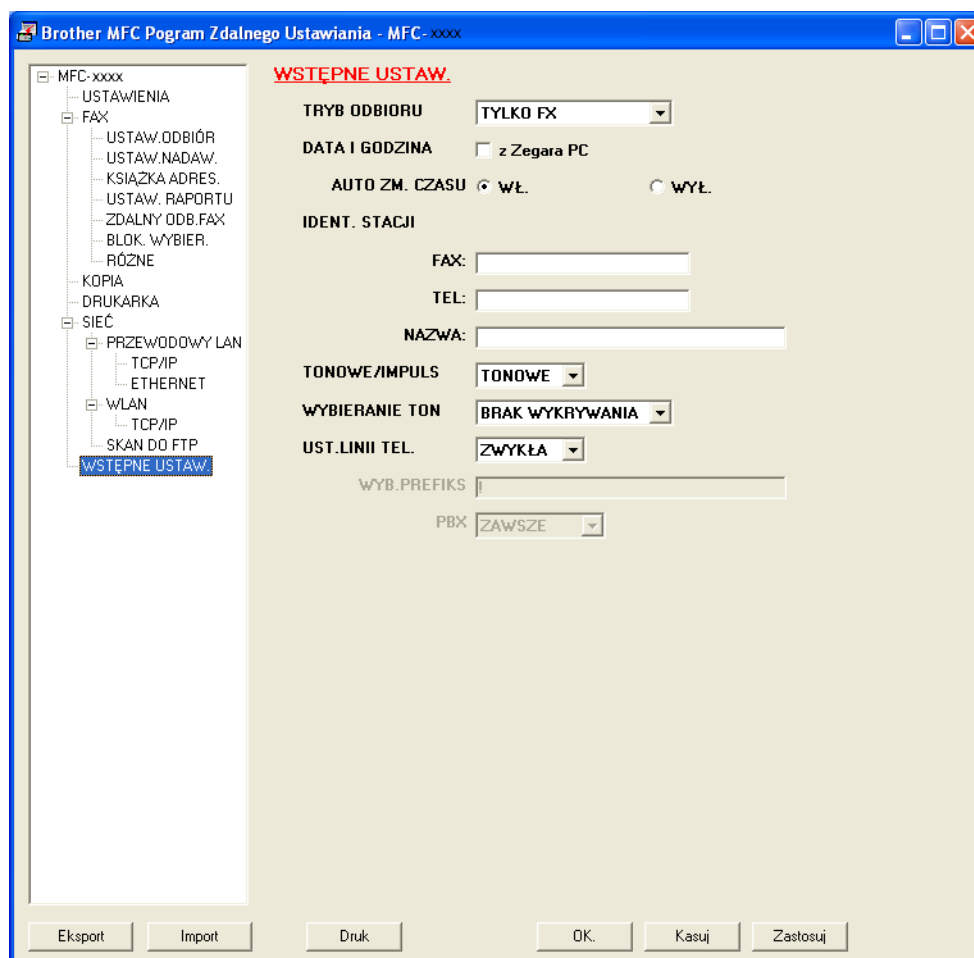 Brother MFC Pogram Zdalnego Ustawiania - MFC- xxxx
MFC-xxxx
USTAWIENIA
FAX
USTAW.ODBIÓR
USTAW.NADAW.
KSIĄŻKA ADRES.
USTAW. RAPORTU
ZDALNY ODB.FAX
BLOK. WYBIER.
RÓŻNE
KOPIA
DRUKARKA
SIEĆ
PRZEWODOWY LAN
TCP/IP
ETHERNET
WLAN
TCP/IP
SKAN DO FTP
WSTĘPNE USTAW.
WSTĘPNE USTAW.
TRYB ODBIORU TYLKO FX
DATA I GODZINA z Zegara PC
AUTO ZM. CZASU WŁ. WYŁ.
IDENT. STACJI
FAX:
TEL:
NAZWA:
TONOWE/IMPULS TONOWE
WYBIERANIE TON BRAK WYKRYWANIA
UST.LINII TEL. ZWYKŁA
WYB.PREFIKS !
PBX ZAWSZE
Eksport Import Druk OK. Kasuj Zastosuj